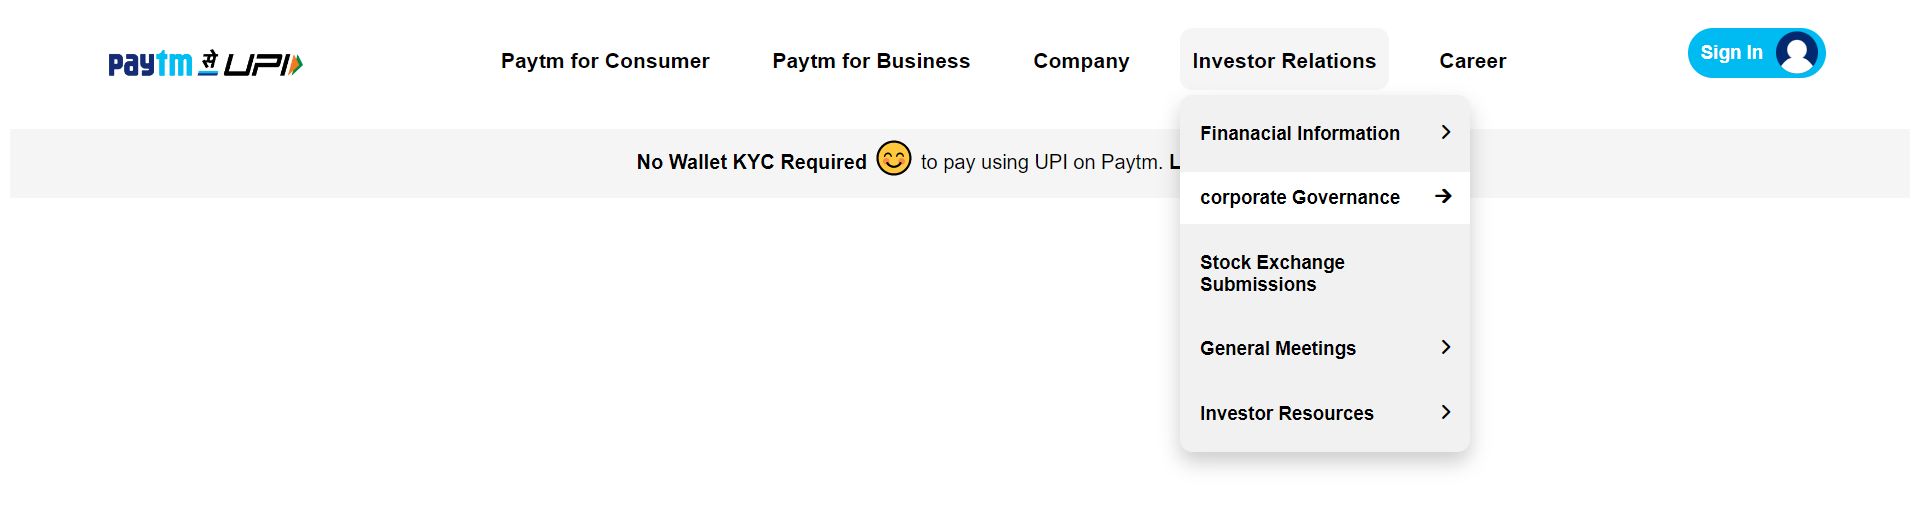 paytm से UPI
Paytm for Consumer
Paytm for Business
Company
Investor Relations
Career
Sign In
No Wallet KYC Required 😊 to pay using UPI on Paytm. L
Finanacial Information
corporate Governance
Stock Exchange
Submissions
General Meetings
Investor Resources